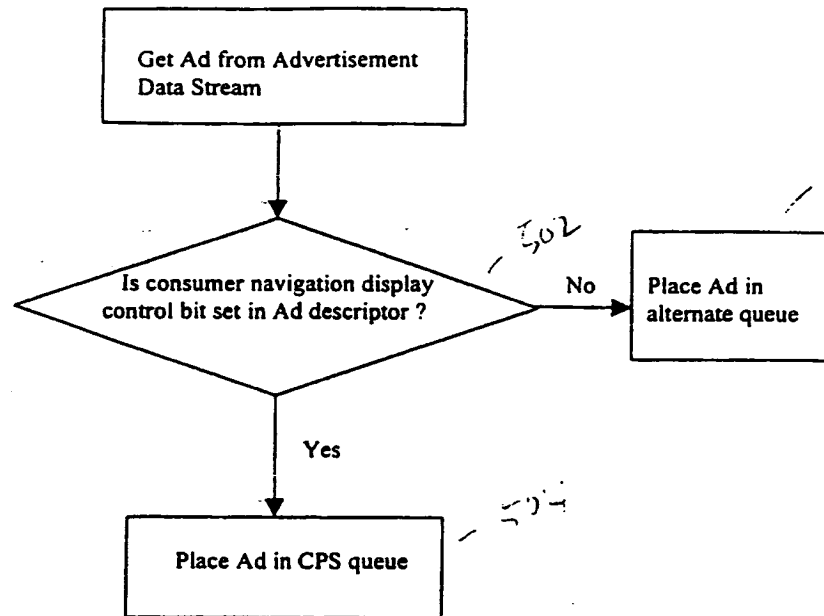 Get Ad from Advertisement
Data Stream
502
Is consumer navigation display
control bit set in Ad descriptor ?
No
Place Ad in
alternate queue
Yes
Place Ad in CPS queue